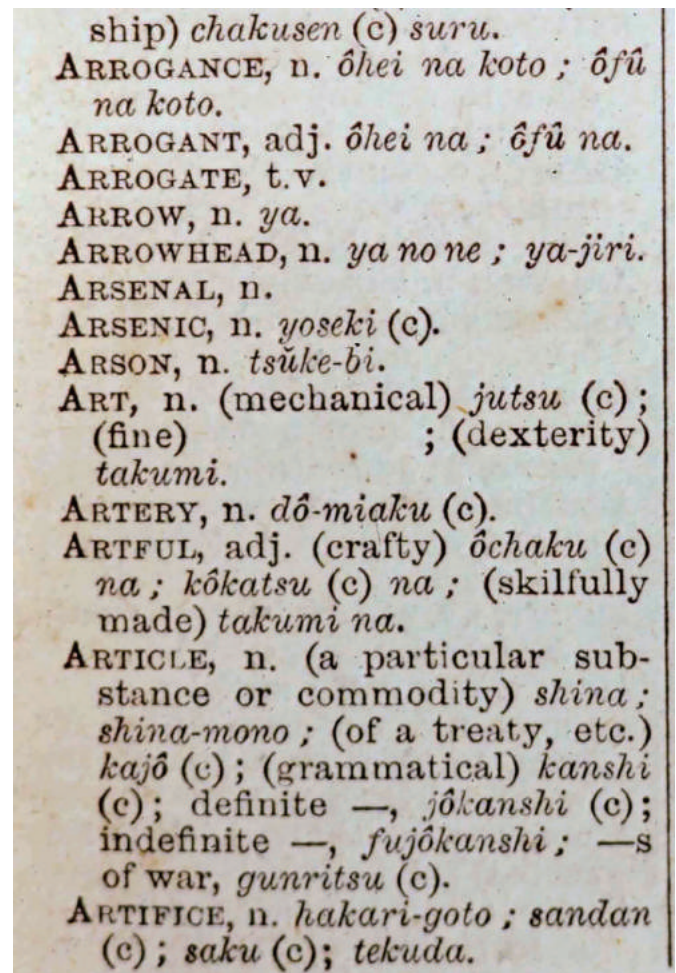 ship) chakusen (c) suru.
ARROGANCE, n. ôhei na koto ; ôfû
na koto.
ARROGANT, adj. ôhei na ; ôfû na.
ARROGATE, t.v.
ARROW, n. ya.
ARROWHEAD, n. ya no ne ; ya-jiri.
ARSENAL, n.
ARSENIC, n. yoseki (c).
ARSON, n. tsŭke-bi.
ART, n. (mechanical) jutsu (c) ;
(fine) ; (dexterity)
takumi.
ARTERY, n. dô-miaku (c).
ARTFUL, adj. (crafty) ôchaku (c)
na ; kôkatsu (c) na ; (skilfully
made) takumi na.
ARTICLE, n. (a particular sub-
stance or commodity) shina ;
shina-mono ; (of a treaty, etc.)
kajô (c) ; (grammatical) kanshi
(c) ; definite —, jôkanshi (c) ;
indefinite —, fujôkanshi ; —s
of war, gunritsu (c).
ARTIFICE, n. hakari-goto ; sandan
(c) ; saku (c) ; tekuda.